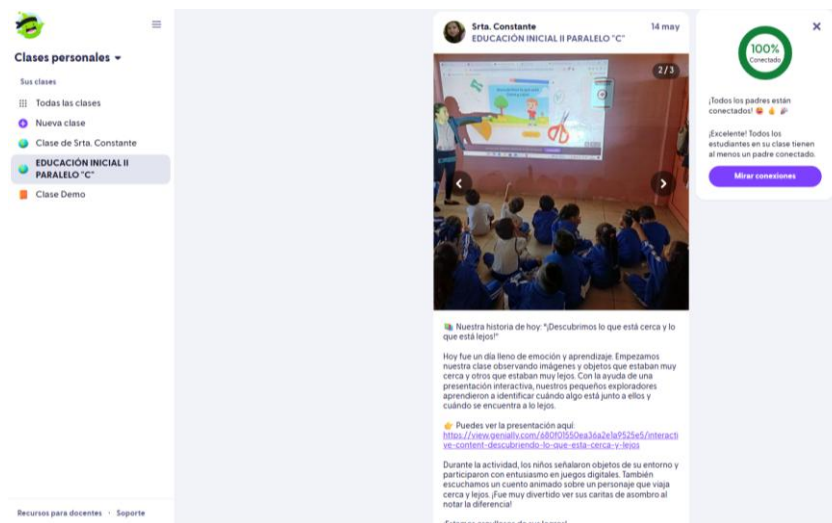 Clases personales
Sus clases
Todas las clases
Nueva clase
Clase de Srta. Constante
EDUCACIÓN INICIAL II
PARALELO "C"
Clase Demo
Recursos para docentes · Soporte
Srta. Constante
14 may
EDUCACIÓN INICIAL II PARALELO "C"
2/3
📚 Nuestra historia de hoy: "¡Descubrimos lo que está cerca y lo
que está lejos!"
Hoy fue un día lleno de emoción y aprendizaje. Empezamos
nuestra clase observando imágenes y objetos que estaban muy
cerca y otros que estaban muy lejos. Con la ayuda de una
presentación interactiva, nuestros pequeños exploradores
aprendieron a identificar cuándo algo está junto a ellos y
cuándo se encuentra a lo lejos.
👉 Puedes ver la presentación aquí:
https://view.genially.com/680f01550ea36a2e1a9525e5/interacti
ve-content-descubriendo-lo-que-esta-cerca-y-lejos
Durante la actividad, los niños señalaron objetos de su entorno y
participaron con entusiasmo en juegos digitales. También
escuchamos un cuento animado sobre un personaje que viaja
cerca y lejos. ¡Fue muy divertido ver sus caritas de asombro al
notar la diferencia!
100%
Conectado
¡Todos los padres están
conectados!
¡Excelente! Todos los
estudiantes en su clase tienen
al menos un padre conectado.
Mirar conexiones